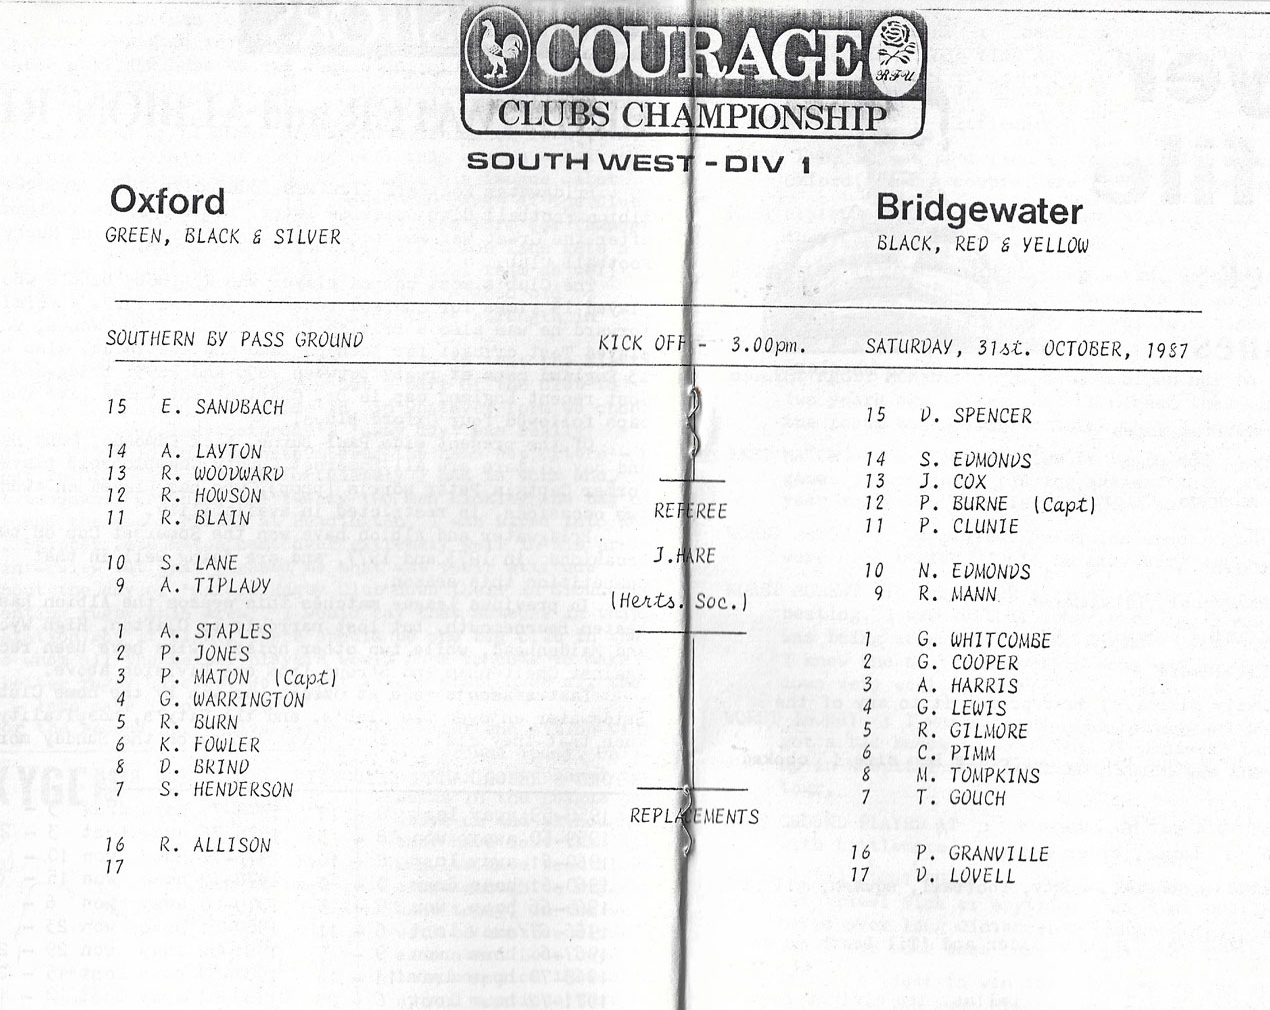 COURAGE
RFU
CLUBS CHAMPIONSHIP
SOUTH WEST - DIV 1
Oxford
GREEN, BLACK & SILVER
Bridgewater
BLACK, RED & YELLOW
SOUTHERN BY PASS GROUND
KICK OFF - 3.00pm.
SATURDAY, 31st. OCTOBER, 1987
15 E. SANDBACH
14 A. LAYTON
13 R. WOODWARD
12 R. HOWSON
11 R. BLAIN
10 S. LANE
9 A. TIPLADY
1 A. STAPLES
2 P. JONES
3 P. MATON (Capt)
4 G. WARRINGTON
5 R. BURN
6 K. FOWLER
8 D. BRIND
7 S. HENDERSON
16 R. ALLISON
17
REFEREE
J.HARE
(Herts. Soc.)
REPLACEMENTS
15 D. SPENCER
14 S. EDMONDS
13 J. COX
12 P. BURNE (Capt)
11 P. CLUNIE
10 N. EDMONDS
9 R. MANN
1 G. WHITCOMBE
2 G. COOPER
3 A. HARRIS
4 G. LEWIS
5 R. GILMORE
6 C. PIMM
8 M. TOMPKINS
7 T. GOUCH
16 P. GRANVILLE
17 D. LOVELL